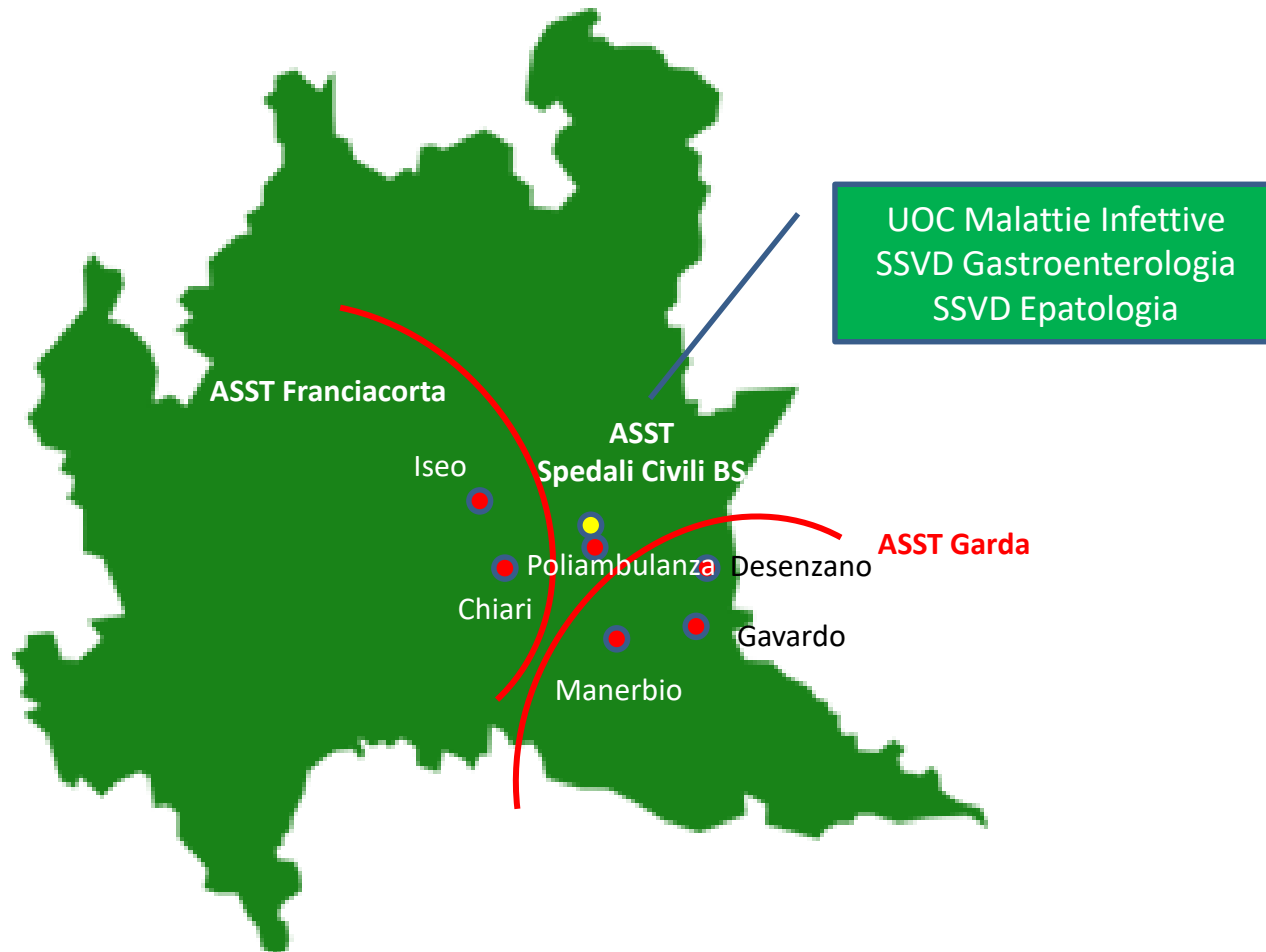 UOC Malattie Infettive
SSVD Gastroenterologia
SSVD Epatologia
ASST Franciacorta
ASST
Spedali Civili BS
Iseo
ASST Garda
Poliambulanza
Desenzano
Chiari
Gavardo
Manerbio